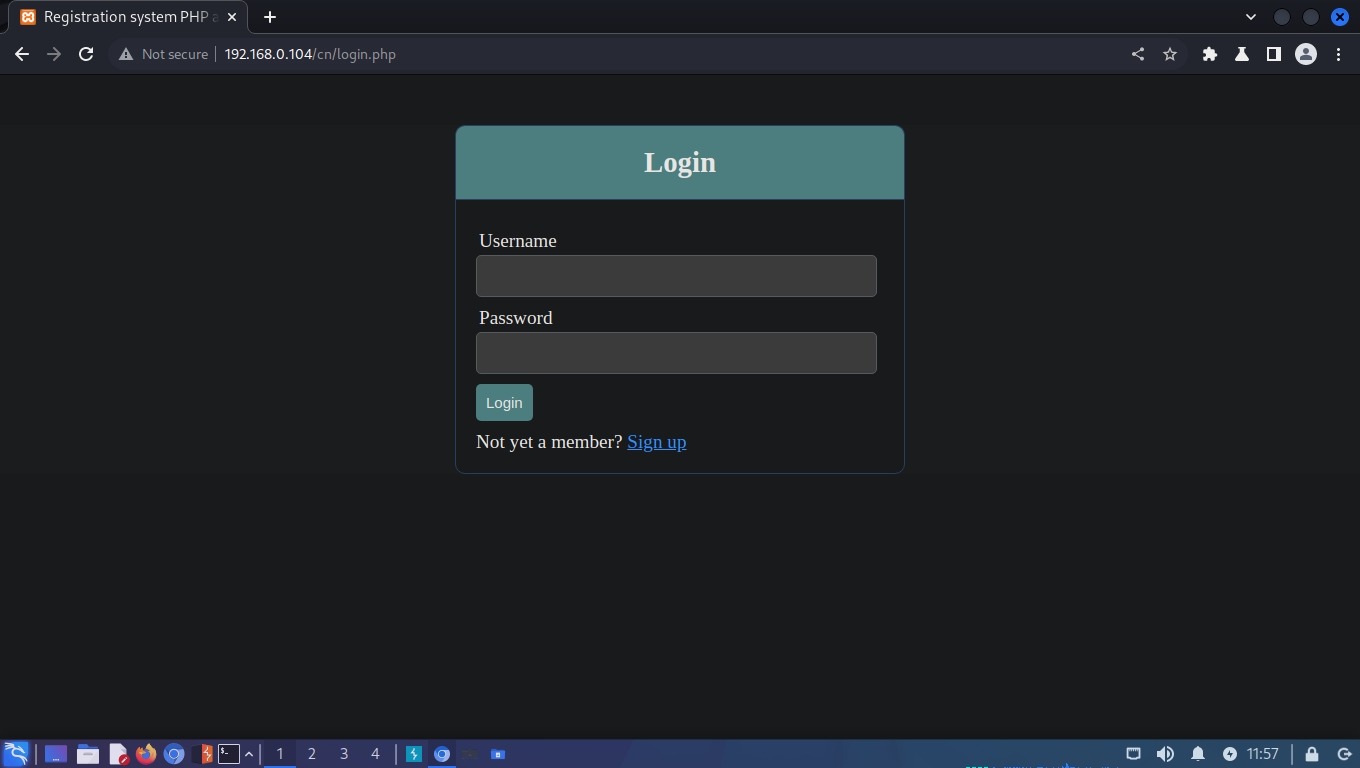 Registration system PHP a
Not secure 192.168.0.104/cn/login.php
Login
Username
Password
Login
Not yet a member? Sign up
1 2 3 4 11:57